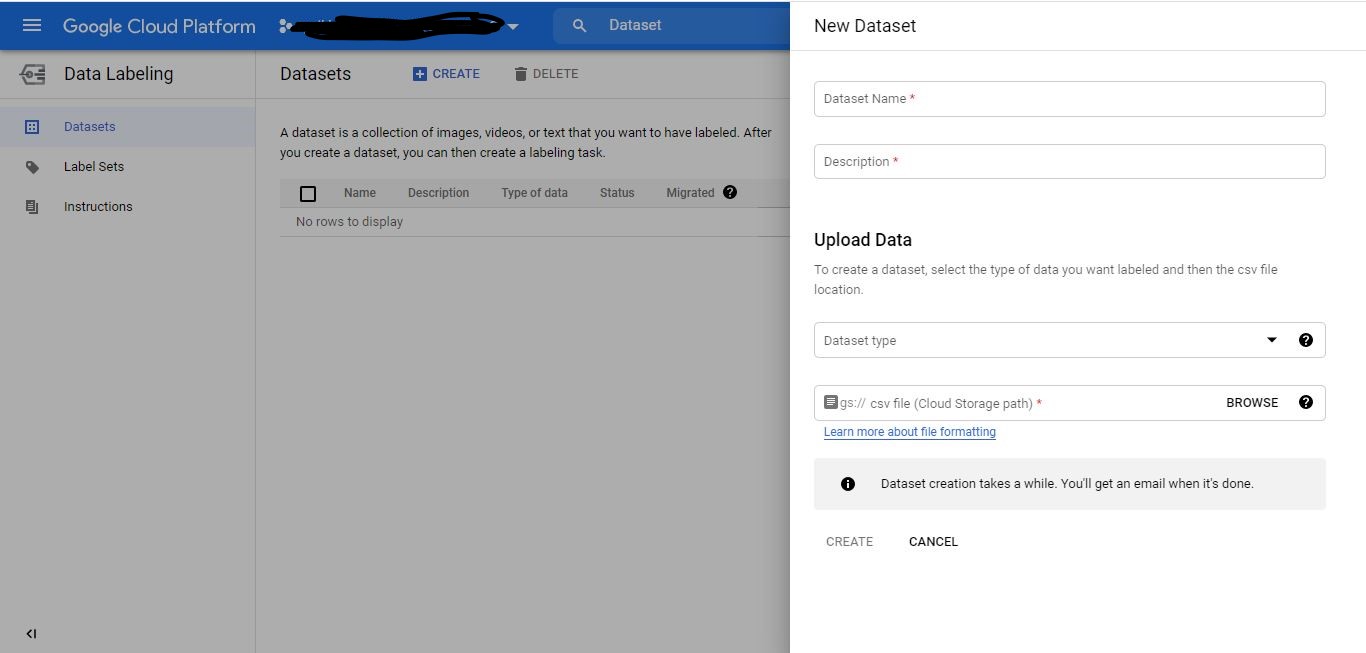 Google Cloud Platform
Dataset
Data Labeling
Datasets
Label Sets
Instructions
Datasets
CREATE
DELETE
A dataset is a collection of images, videos, or text that you want to have labeled. After
you create a dataset, you can then create a labeling task.
Name Description Type of data Status Migrated
No rows to display
New Dataset
Dataset Name *
Description *
Upload Data
To create a dataset, select the type of data you want labeled and then the csv file
location.
Dataset type
gs:// csv file (Cloud Storage path) * BROWSE
Learn more about file formatting
Dataset creation takes a while. You'll get an email when it's done.
CREATE CANCEL